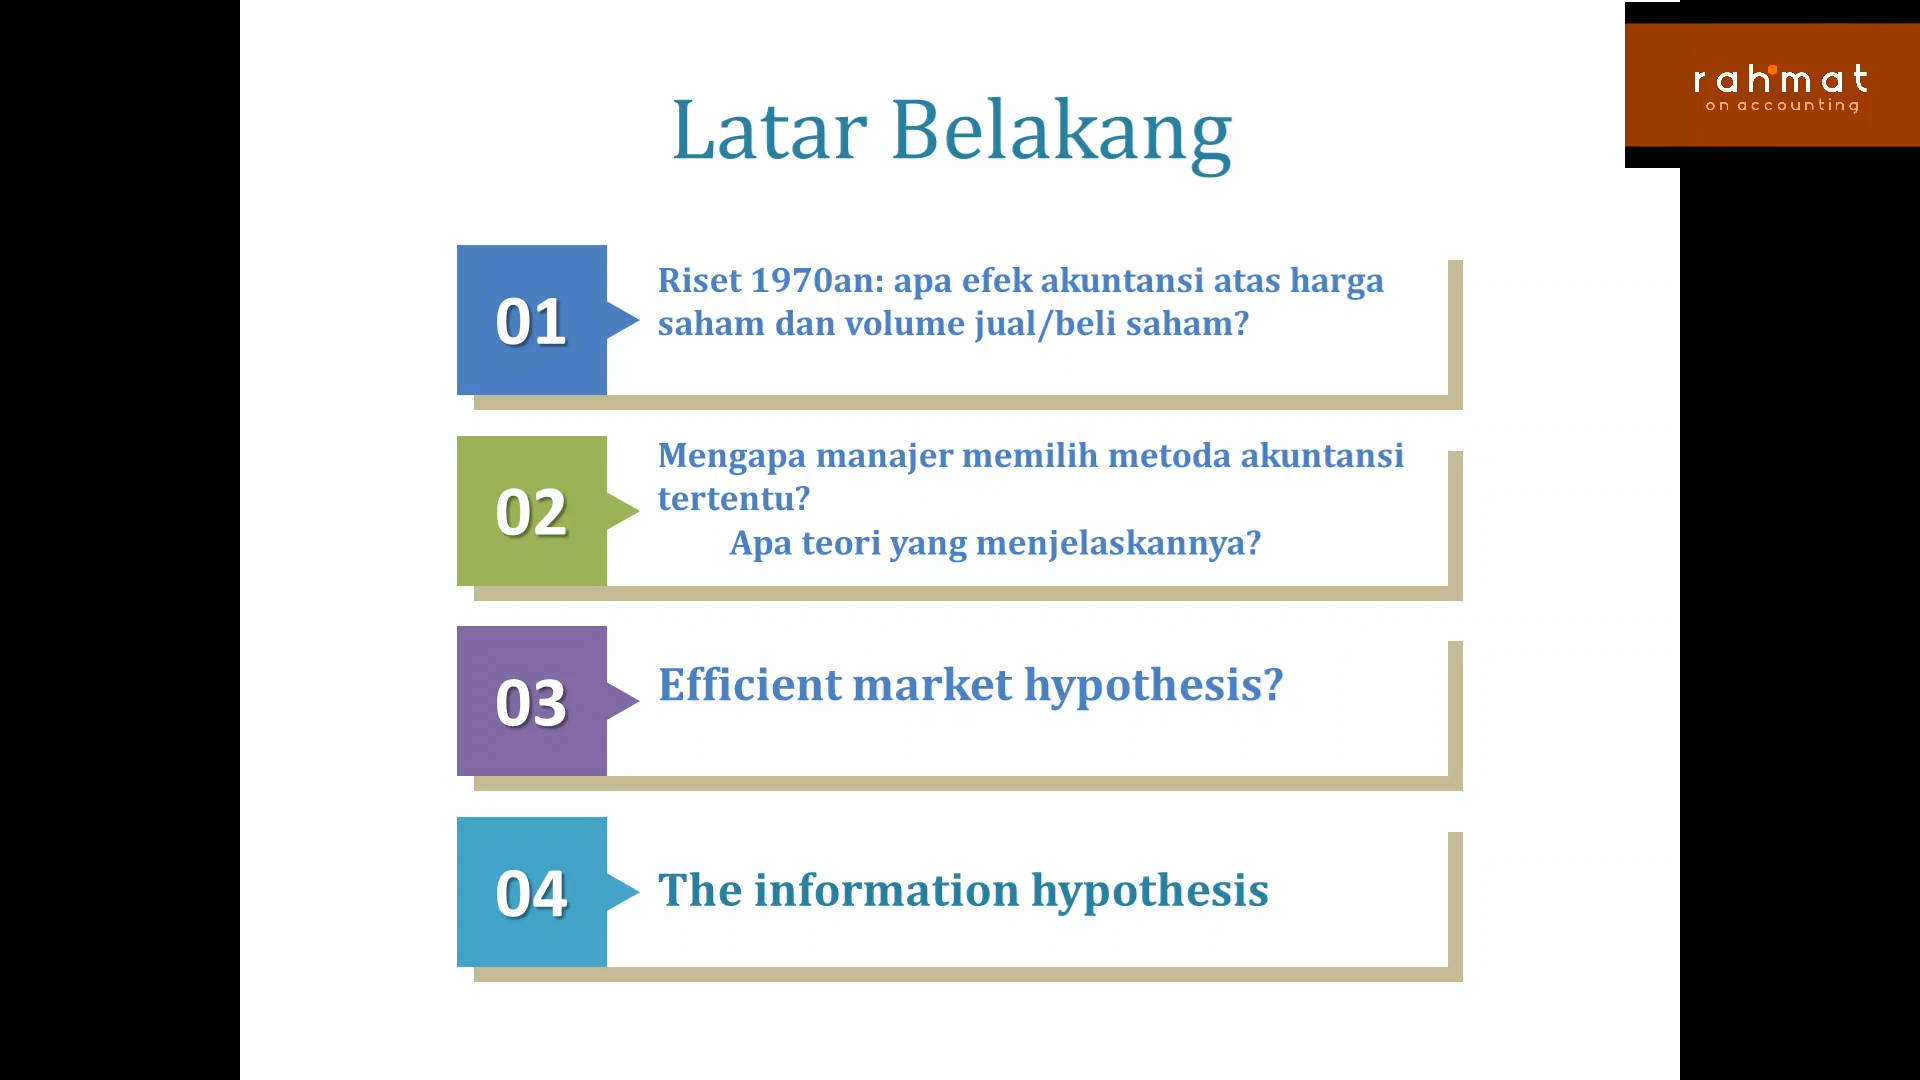 rahmat
on accounting
Latar Belakang
01
Riset 1970an: apa efek akuntansi atas harga
saham dan volume jual/beli saham?
02
Mengapa manajer memilih metoda akuntansi
tertentu?
Apa teori yang menjelaskannya?
03
Efficient market hypothesis?
04
The information hypothesis